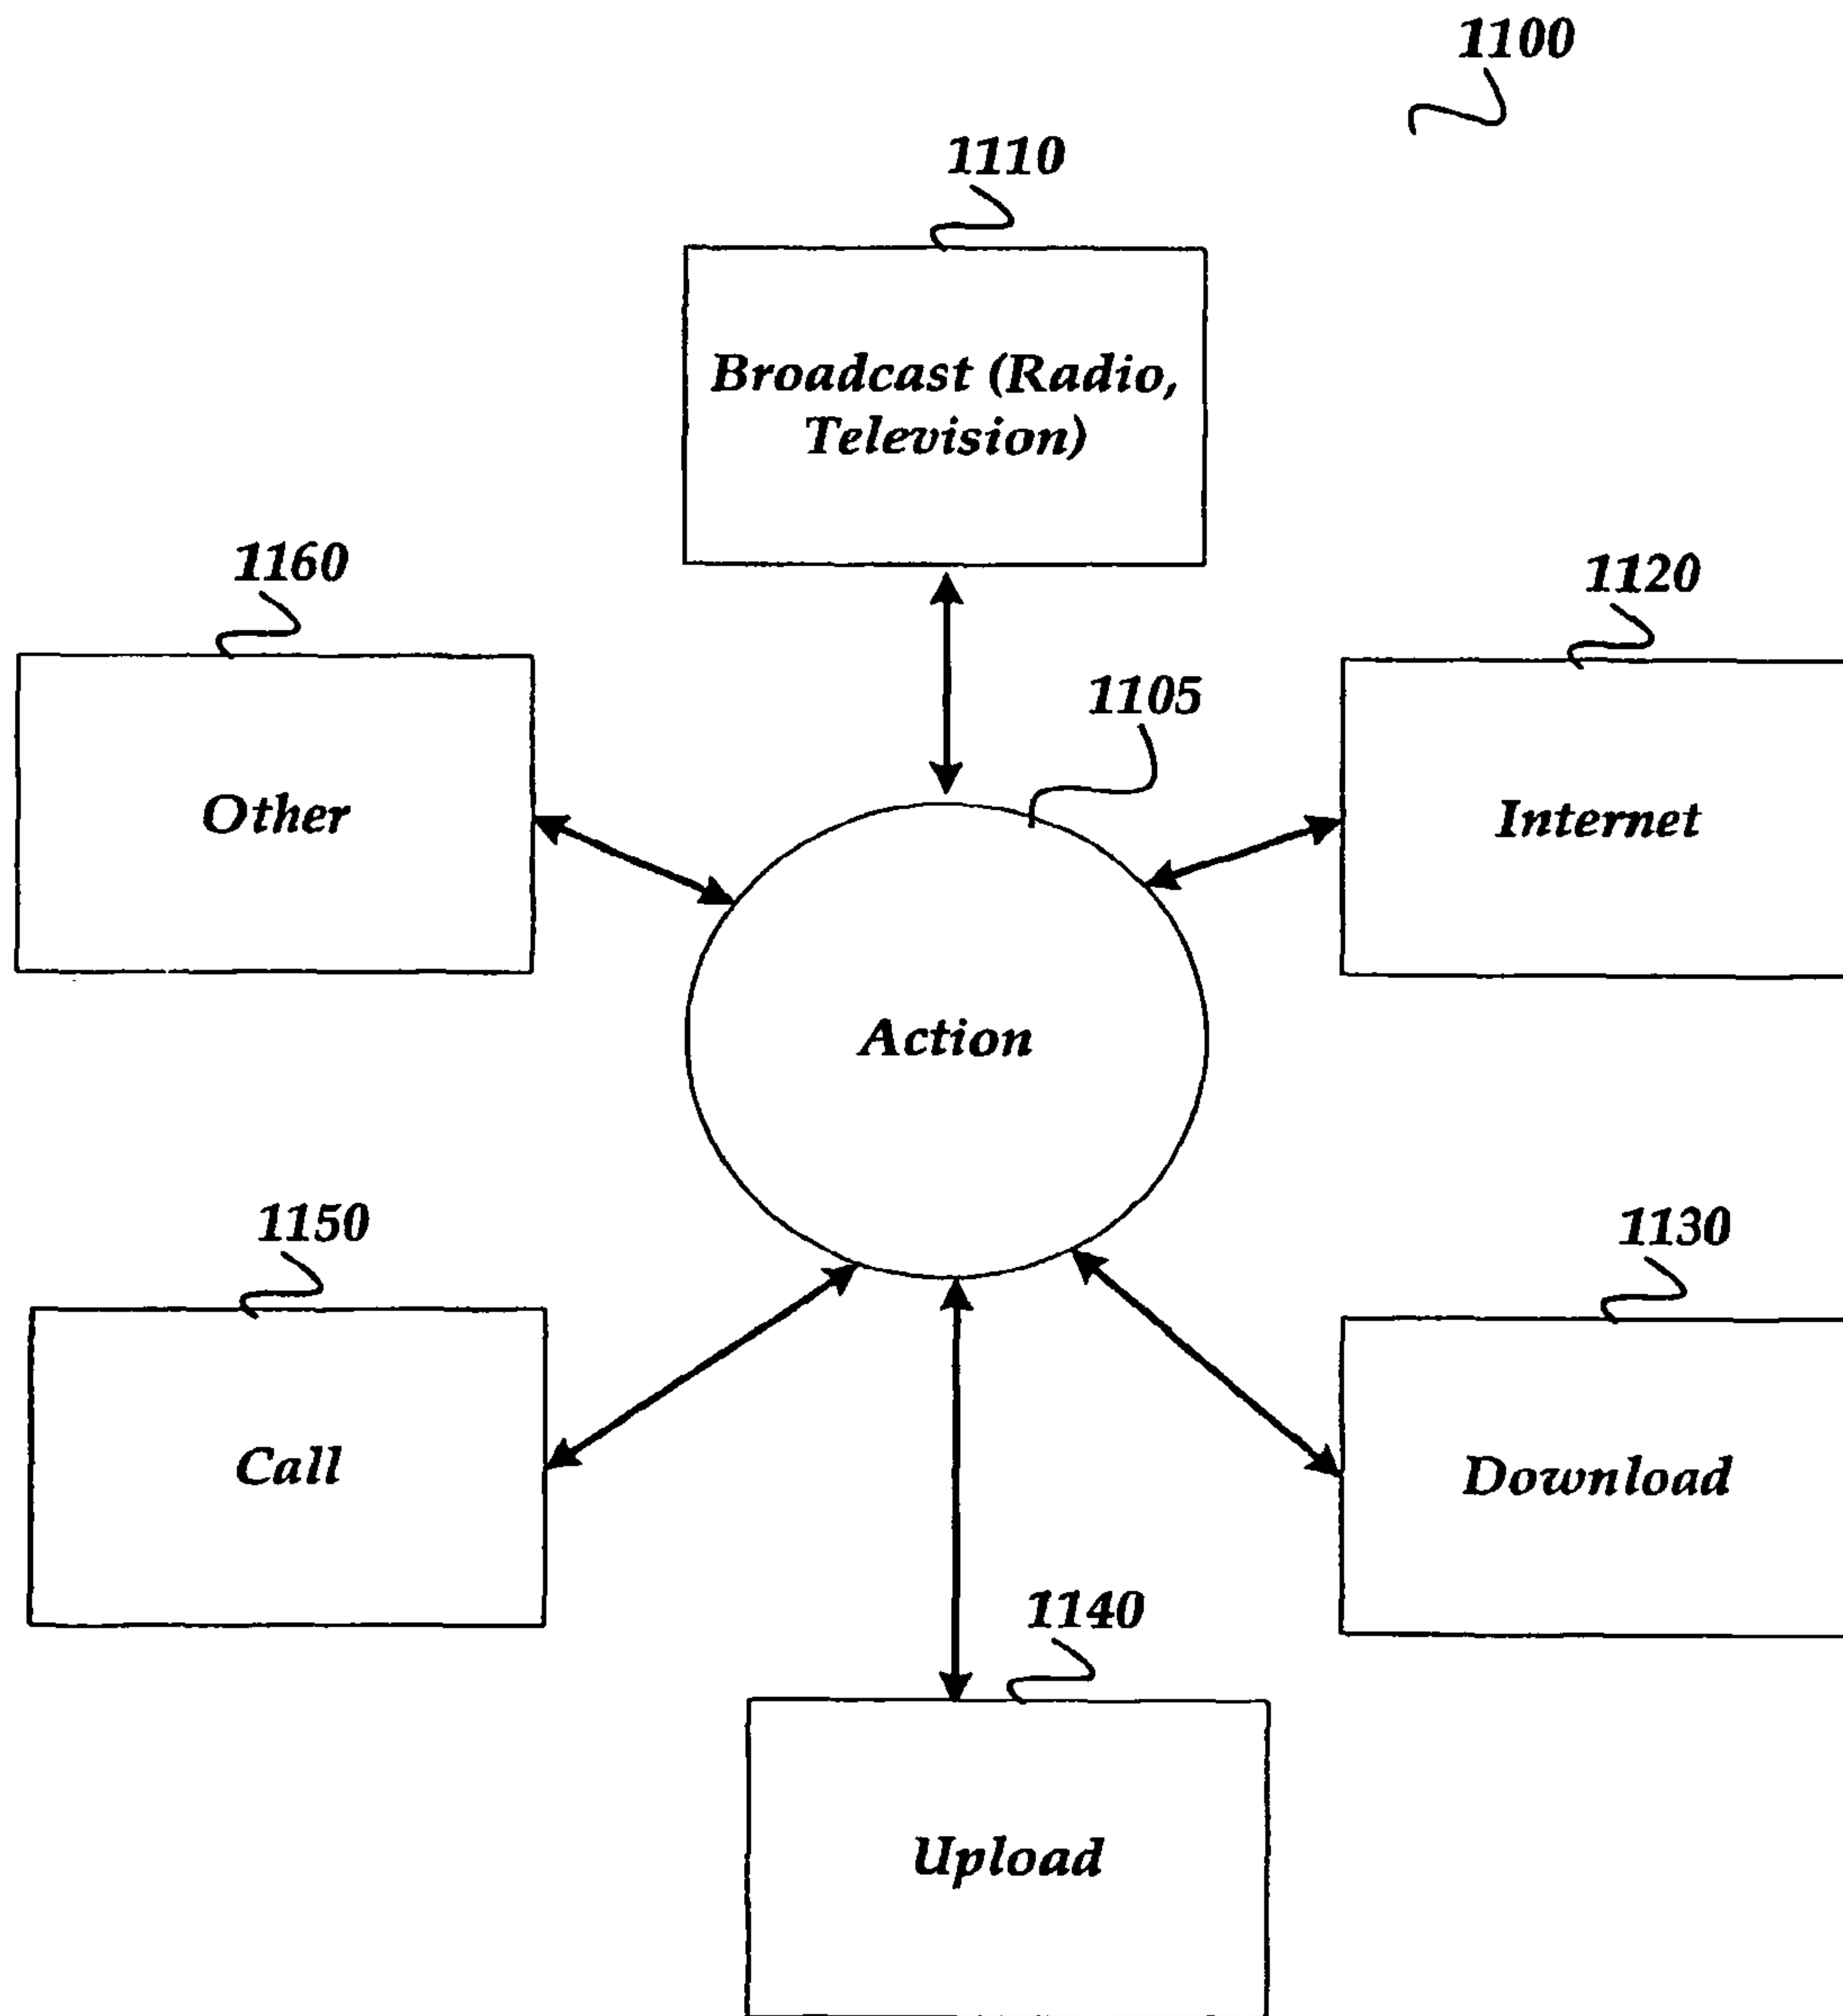 1100
1110
Broadcast (Radio,
Television)
1160
1120
1105
Other
Internet
Action
1150
1130
Call
Download
1140
Upload